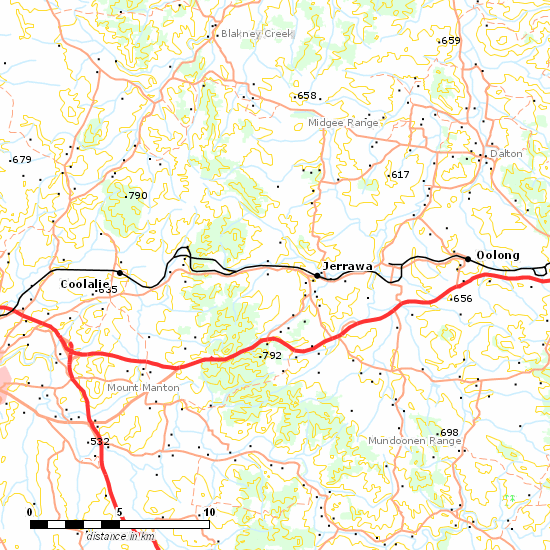 Blakney Creek
.659
.658
Midgee Range
.679
Dalton
.617
.790
Oolong
Jerrawa
Coolalie
.635
.656
.792
Mount Manton
.698
Mundoonen Range
.532
0 5 10
distance in km